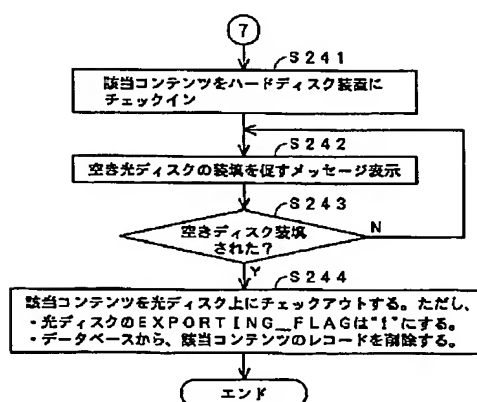 7
S241
該当コンテンツをハードディスク装置に
チェックイン
S242
空き光ディスクの装填を促すメッセージ表示
S243
空きディスク装填
された?
N
Y
S244
該当コンテンツを光ディスク上にチェックアウトする。ただし、
・光ディスクのEXPORTING_FLAGは"1"にする。
・データベースから、該当コンテンツのレコードを削除する。
エンド